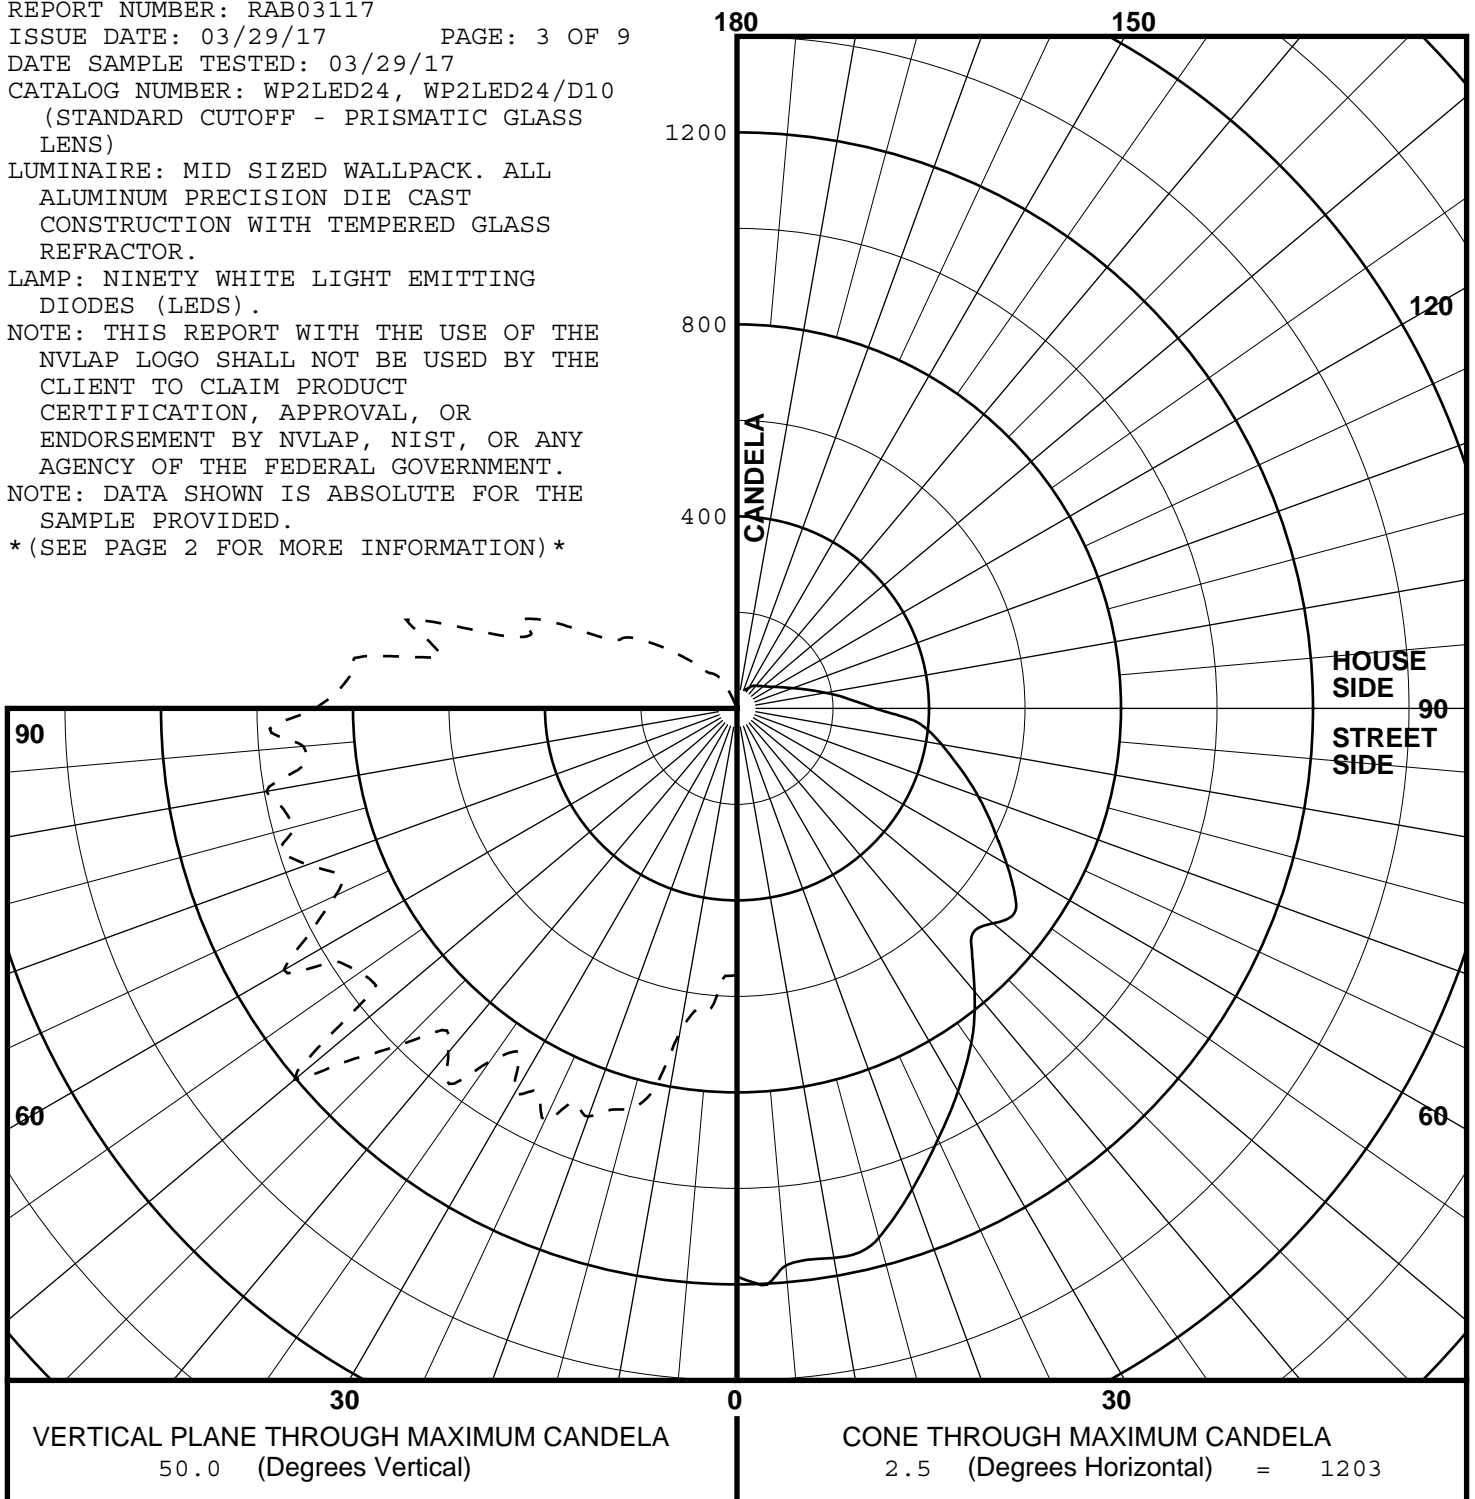 REPORT NUMBER: RAB03117
ISSUE DATE: 03/29/17 PAGE: 3 OF 9
DATE SAMPLE TESTED: 03/29/17
CATALOG NUMBER: WP2LED24, WP2LED24/D10
(STANDARD CUTOFF - PRISMATIC GLASS
LENS)
LUMINAIRE: MID SIZED WALLPACK. ALL
ALUMINUM PRECISION DIE CAST
CONSTRUCTION WITH TEMPERED GLASS
REFRACTOR.
LAMP: NINETY WHITE LIGHT EMITTING
DIODES (LEDS).
NOTE: THIS REPORT WITH THE USE OF THE
NVLAP LOGO SHALL NOT BE USED BY THE
CLIENT TO CLAIM PRODUCT
CERTIFICATION, APPROVAL, OR
ENDORSEMENT BY NVLAP, NIST, OR ANY
AGENCY OF THE FEDERAL GOVERNMENT.
NOTE: DATA SHOWN IS ABSOLUTE FOR THE
SAMPLE PROVIDED.
*(SEE PAGE 2 FOR MORE INFORMATION)*
180
150
1200
120
800
CANDELA
400
HOUSE
SIDE
90
90
STREET
SIDE
60
60
30
0
30
VERTICAL PLANE THROUGH MAXIMUM CANDELA
50.0 (Degrees Vertical)
CONE THROUGH MAXIMUM CANDELA
2.5 (Degrees Horizontal) = 1203